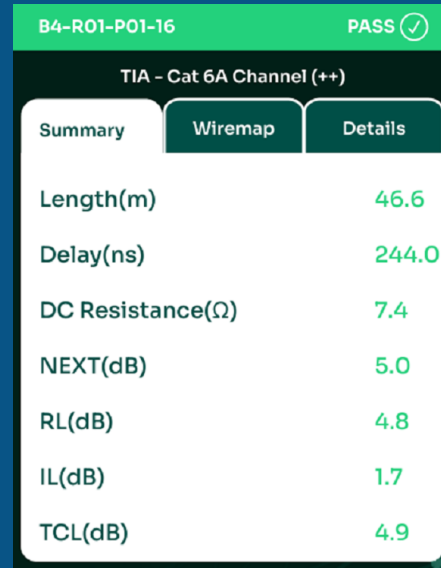 B4-R01-P01-16 PASS
TIA - Cat 6A Channel (++)
Summary Wiremap Details
Length(m) 46.6
Delay(ns) 244.0
DC Resistance(Ω) 7.4
NEXT(dB) 5.0
RL(dB) 4.8
IL(dB) 1.7
TCL(dB) 4.9